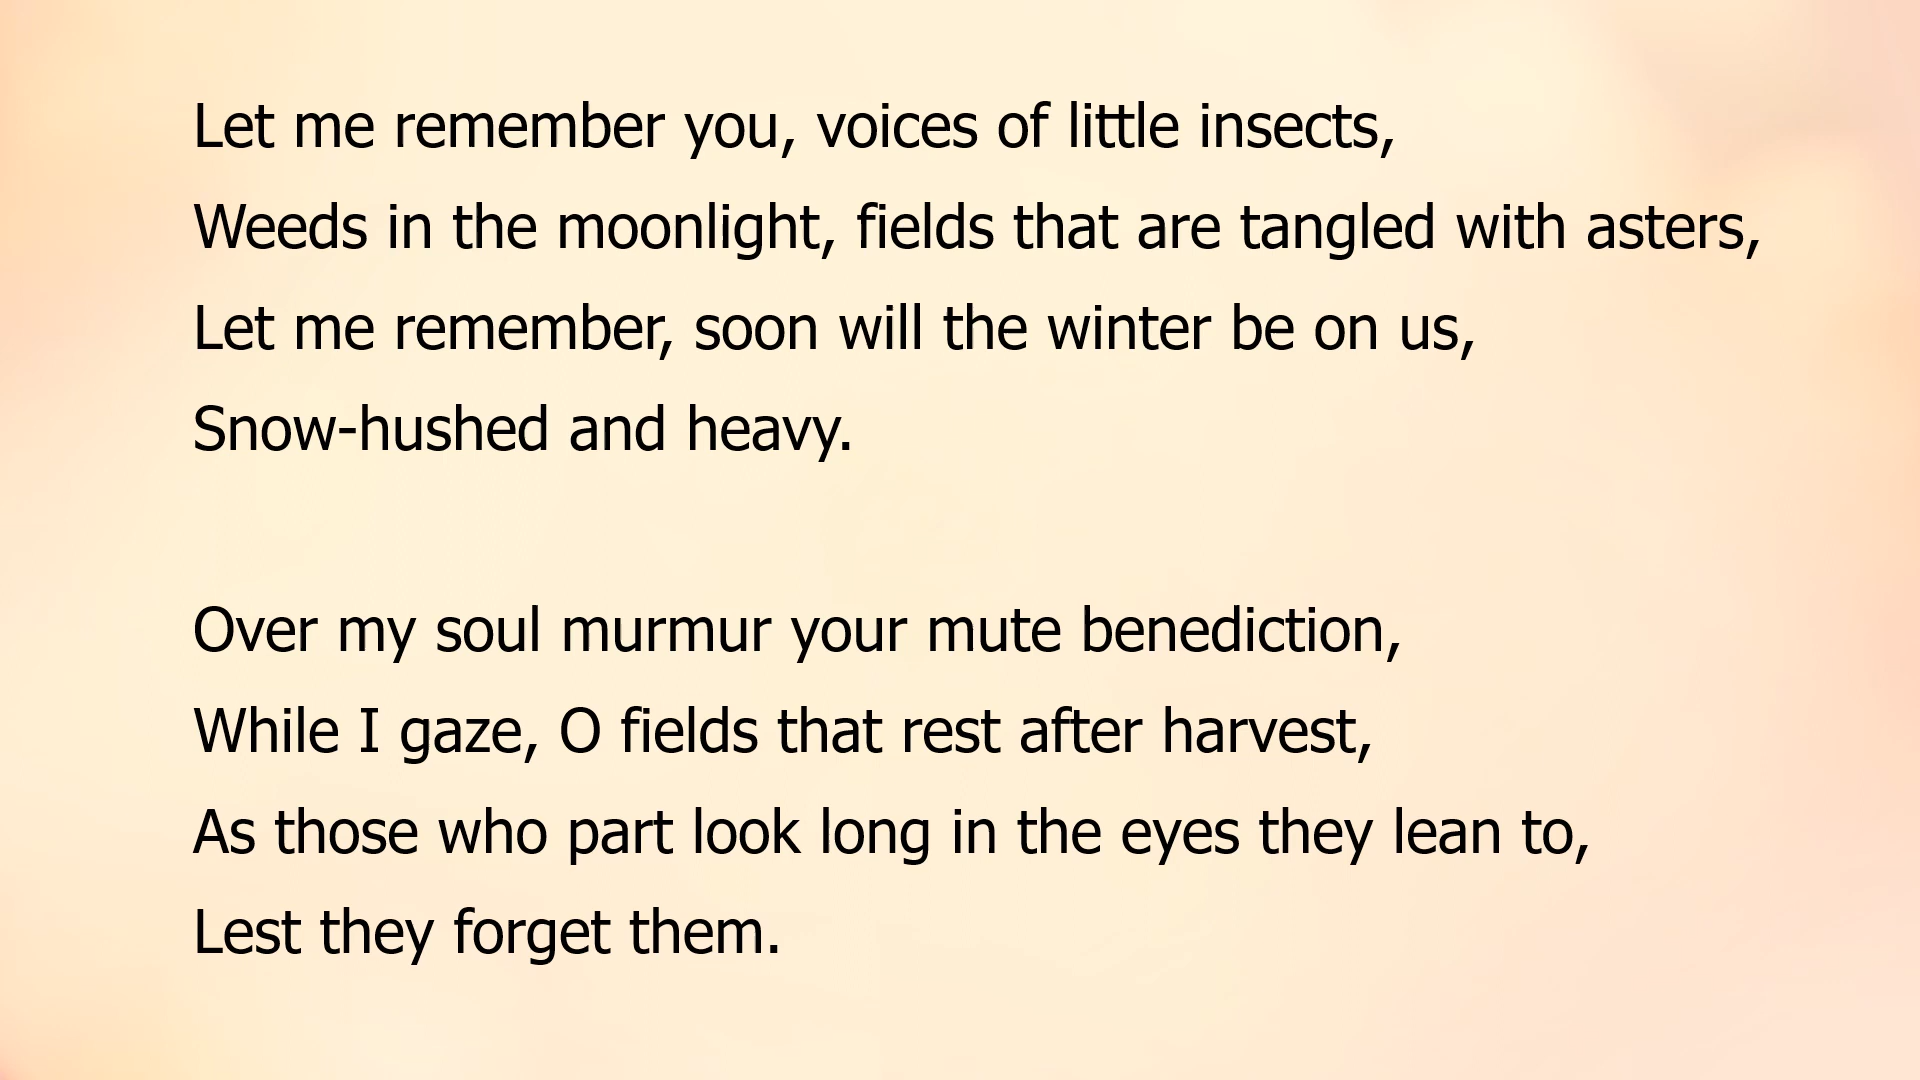 Let me remember you, voices of little insects,
Weeds in the moonlight, fields that are tangled with asters,
Let me remember, soon will the winter be on us,
Snow-hushed and heavy.
Over my soul murmur your mute benediction,
While I gaze, O fields that rest after harvest,
As those who part look long in the eyes they lean to,
Lest they forget them.